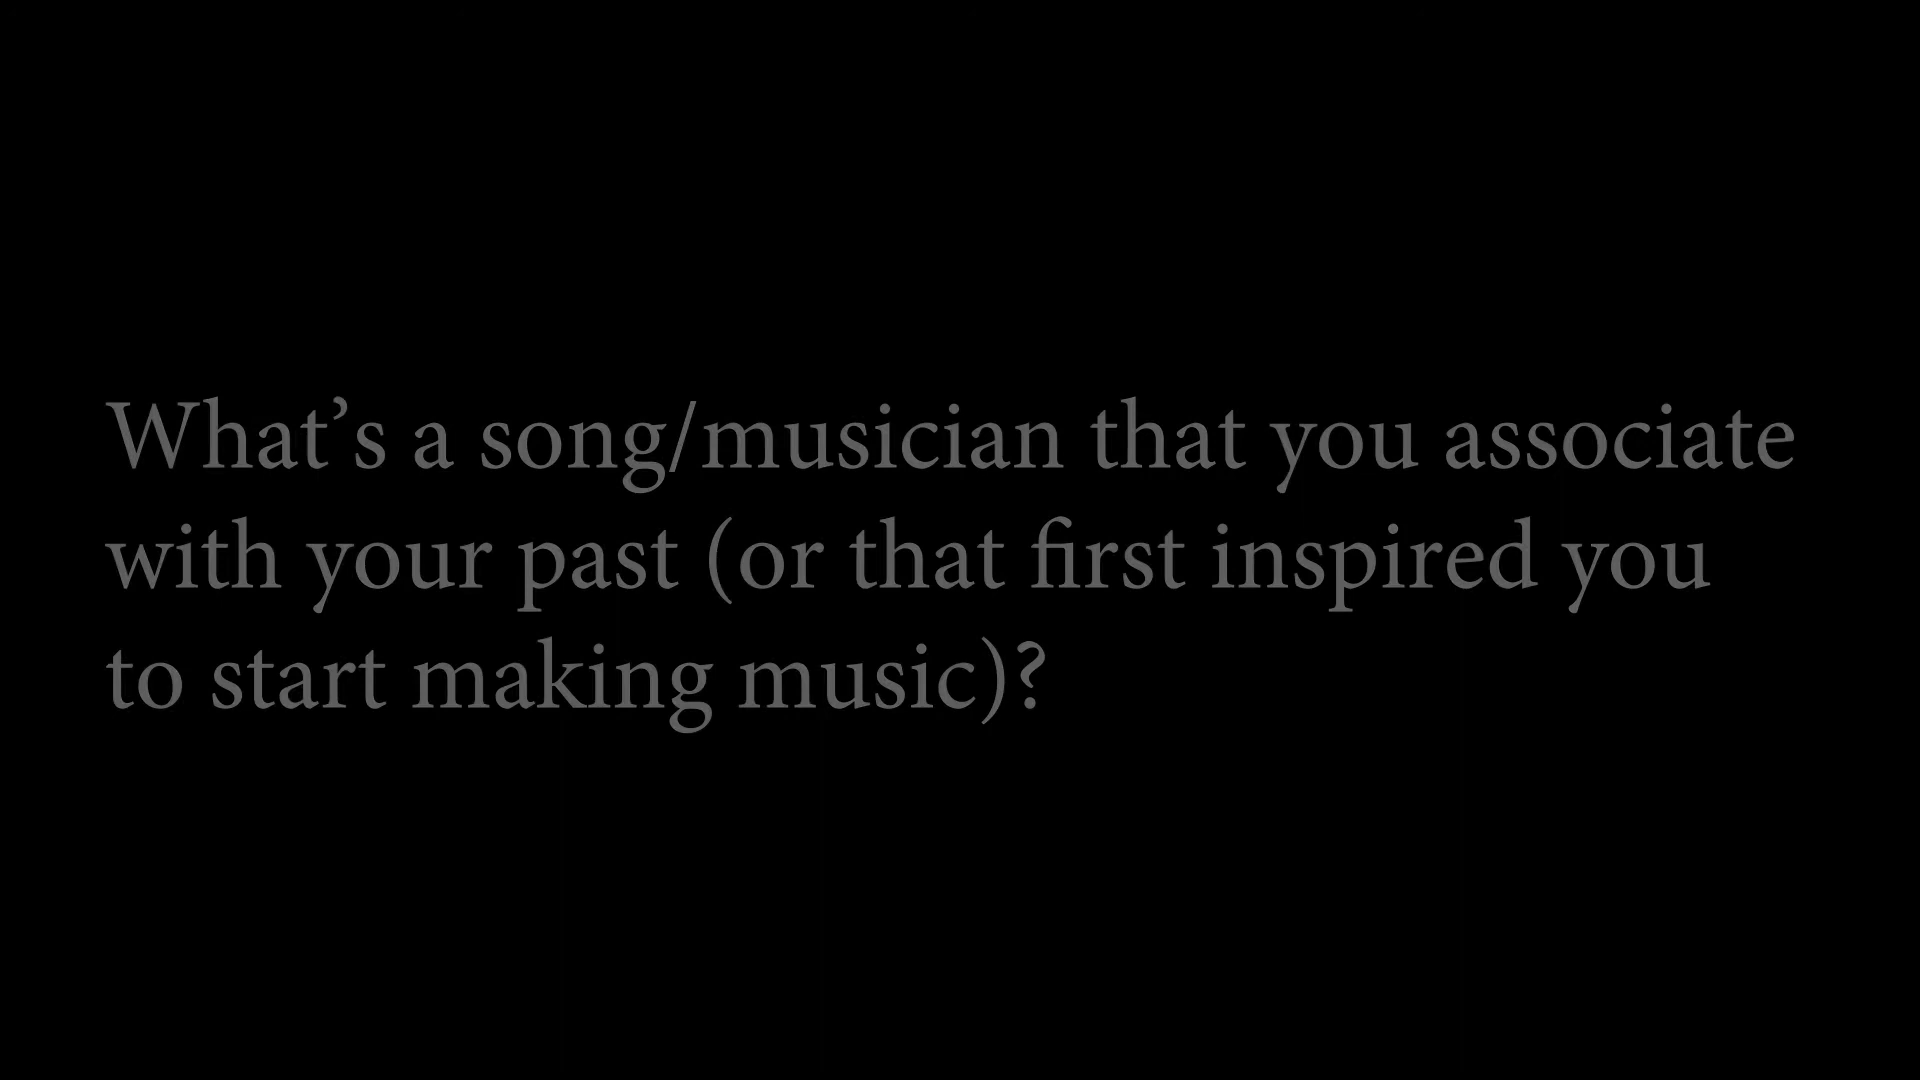 What’s a song/musician that you associate
with your past (or that first inspired you
to start making music)?